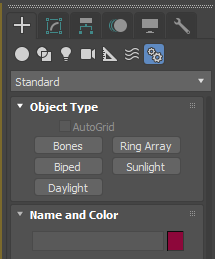 Standard
Object Type
AutoGrid
Bones Ring Array
Biped Sunlight
Daylight
Name and Color